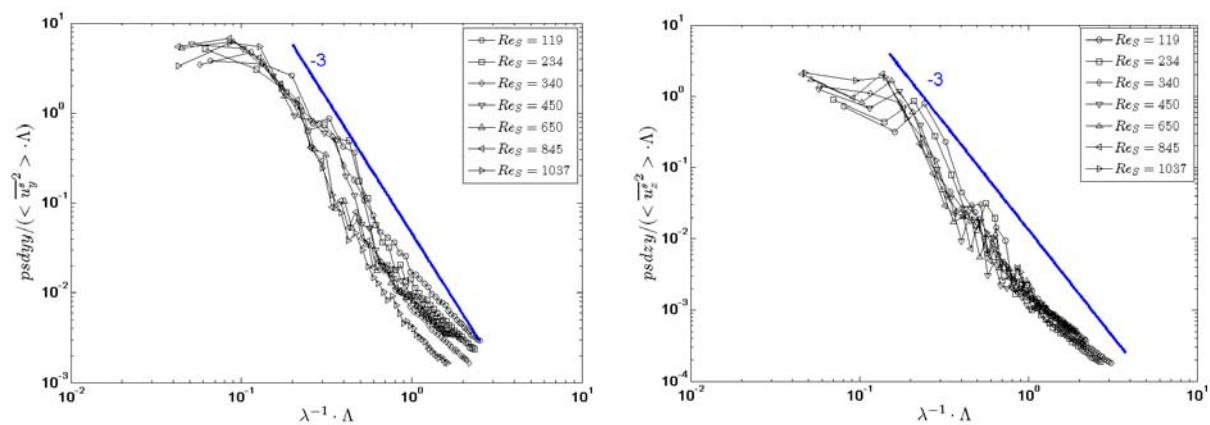 10^1
10^0
10^-1
10^-2
10^-3
10^-2
10^-1
10^0
10^1
psdyy/(< \overline{u_y^s}^2 > ·Λ)
λ^{-1} · Λ
-3
Re_S = 119
Re_S = 234
Re_S = 340
Re_S = 450
Re_S = 650
Re_S = 845
Re_S = 1037
10^1
10^0
10^-1
10^-2
10^-3
10^-4
10^-2
10^-1
10^0
10^1
psdzy/(< \overline{u_z^s}^2 > ·Λ)
λ^{-1} · Λ
-3
Re_S = 119
Re_S = 234
Re_S = 340
Re_S = 450
Re_S = 650
Re_S = 845
Re_S = 1037